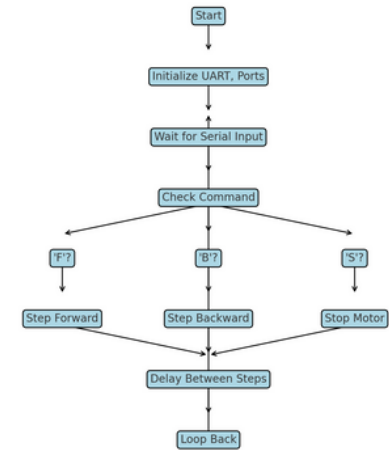 Start
Initialize UART, Ports
Wait for Serial Input
Check Command
'F'?
'B'?
'S'?
Step Forward
Step Backward
Stop Motor
Delay Between Steps
Loop Back